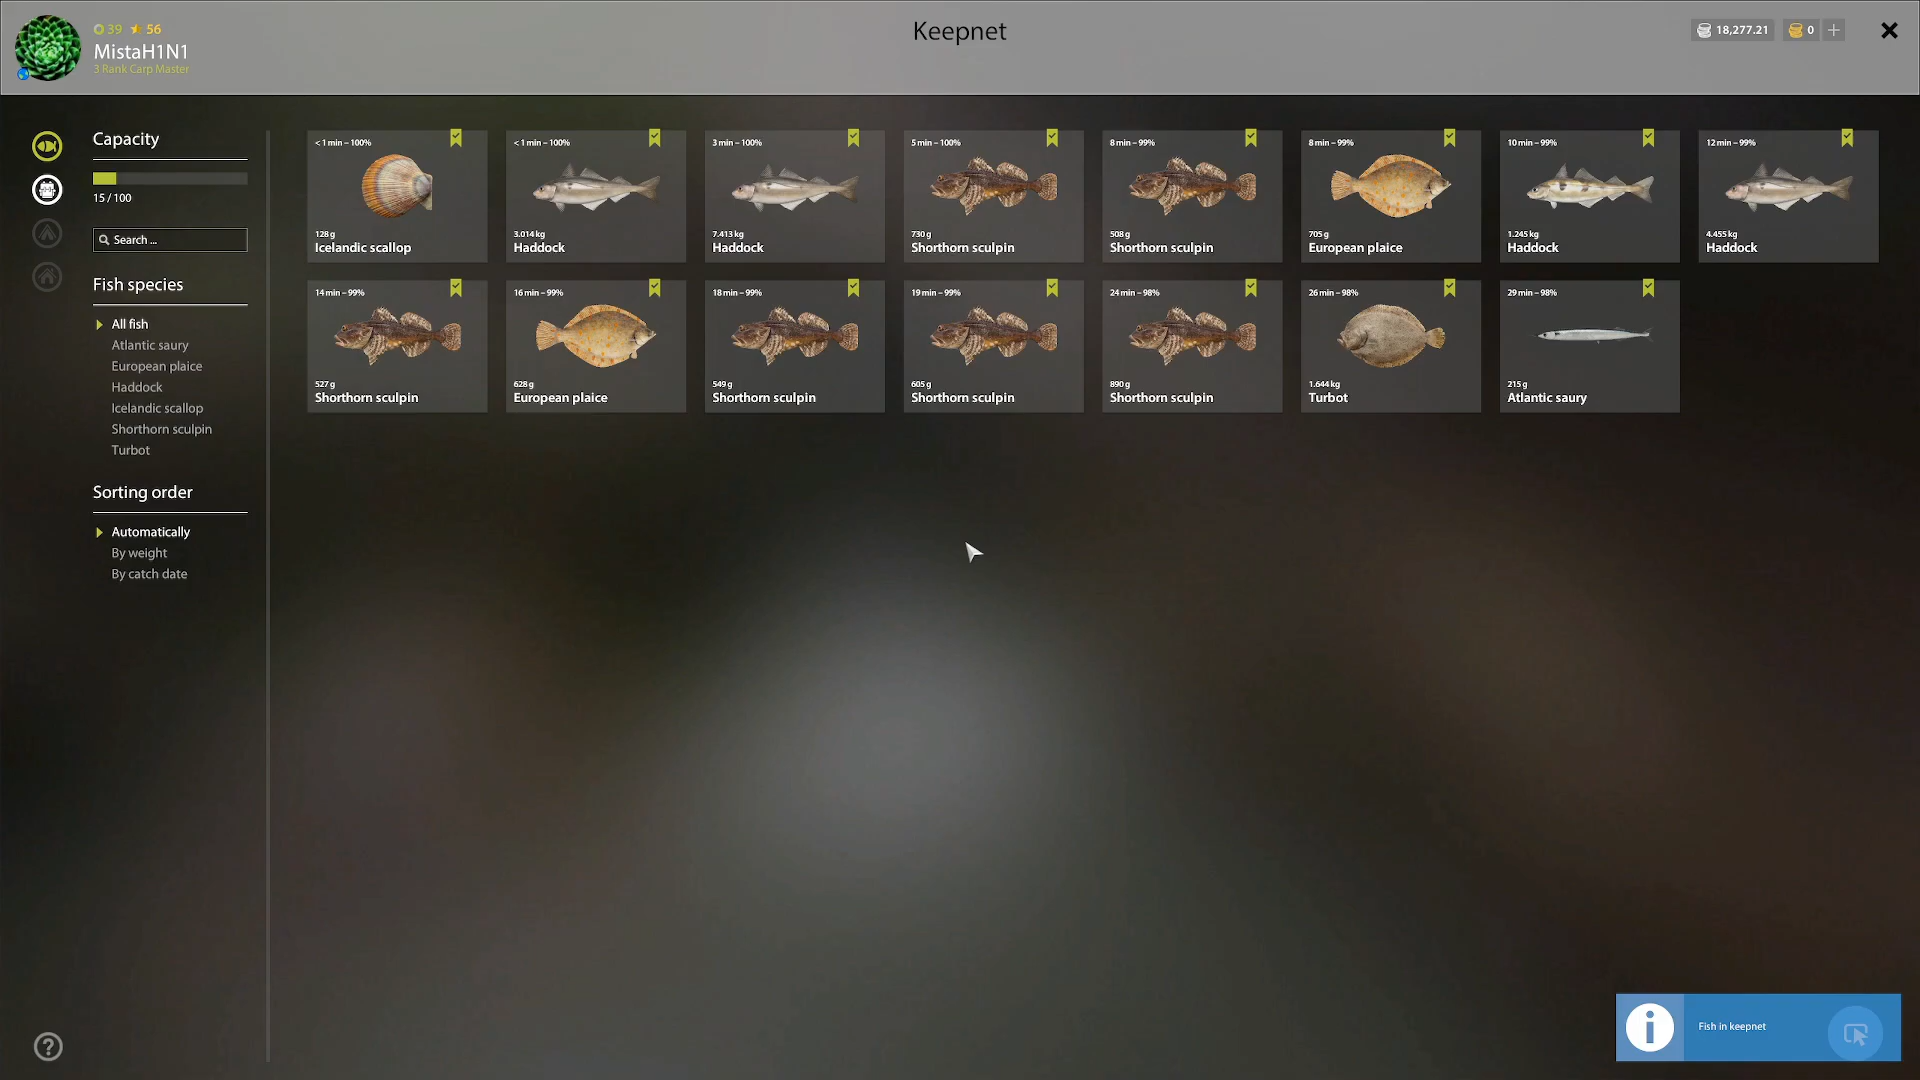 39 56
MistaH1N1
3 Rank Carp Master
Keepnet
18,277.21 0
Capacity
15 / 100
Search ...
Fish species
All fish
Atlantic saury
European plaice
Haddock
Icelandic scallop
Shorthorn sculpin
Turbot
Sorting order
Automatically
By weight
By catch date
< 1 min – 100%
128 g
Icelandic scallop
< 1 min – 100%
3.014 kg
Haddock
3 min – 100%
7.413 kg
Haddock
5 min – 100%
730 g
Shorthorn sculpin
8 min – 99%
508 g
Shorthorn sculpin
8 min – 99%
705 g
European plaice
10 min – 99%
1.245 kg
Haddock
12 min – 99%
4.455 kg
Haddock
14 min – 99%
527 g
Shorthorn sculpin
16 min – 99%
628 g
European plaice
18 min – 99%
549 g
Shorthorn sculpin
19 min – 99%
605 g
Shorthorn sculpin
24 min – 98%
890 g
Shorthorn sculpin
26 min – 98%
1.644 kg
Turbot
29 min – 98%
215 g
Atlantic saury
Fish in keepnet